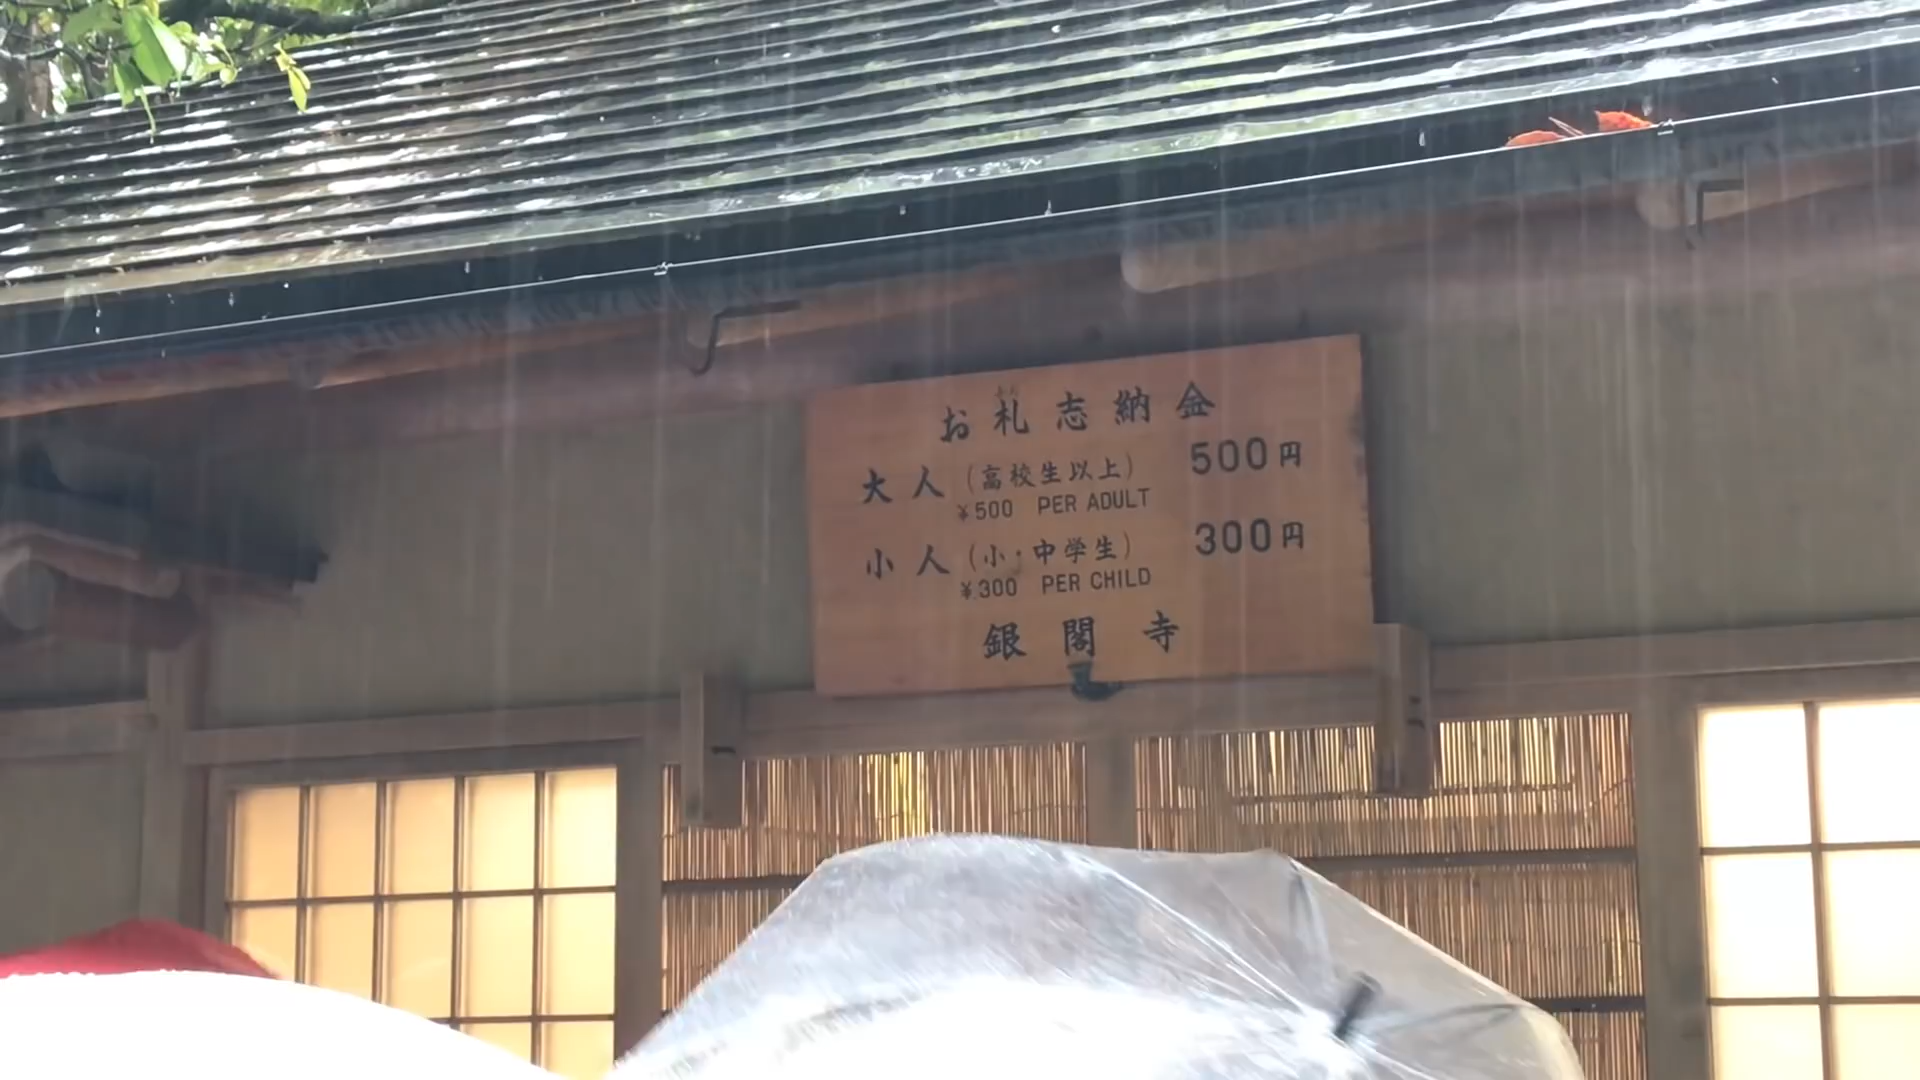 お札志納金
大人（高校生以上） 500円
¥500 PER ADULT
小人（小・中学生） 300円
¥300 PER CHILD
銀閣寺